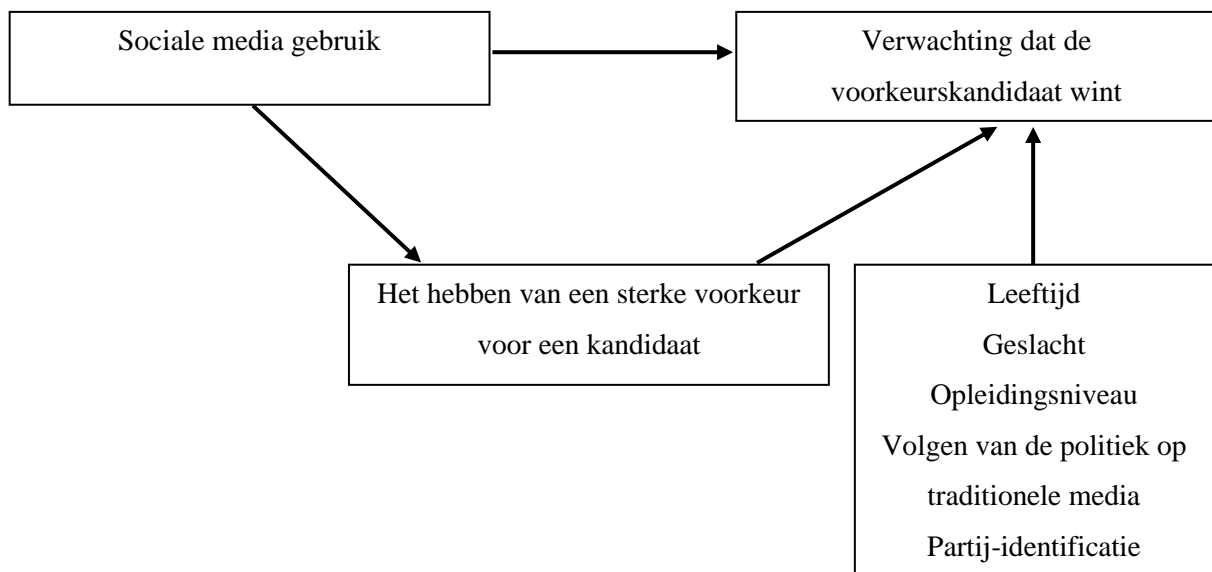 Sociale media gebruik
Verwachting dat de
voorkeurskandidaat wint
Het hebben van een sterke voorkeur
voor een kandidaat
Leeftijd
Geslacht
Opleidingsniveau
Volgen van de politiek op
traditionele media
Partij-identificatie